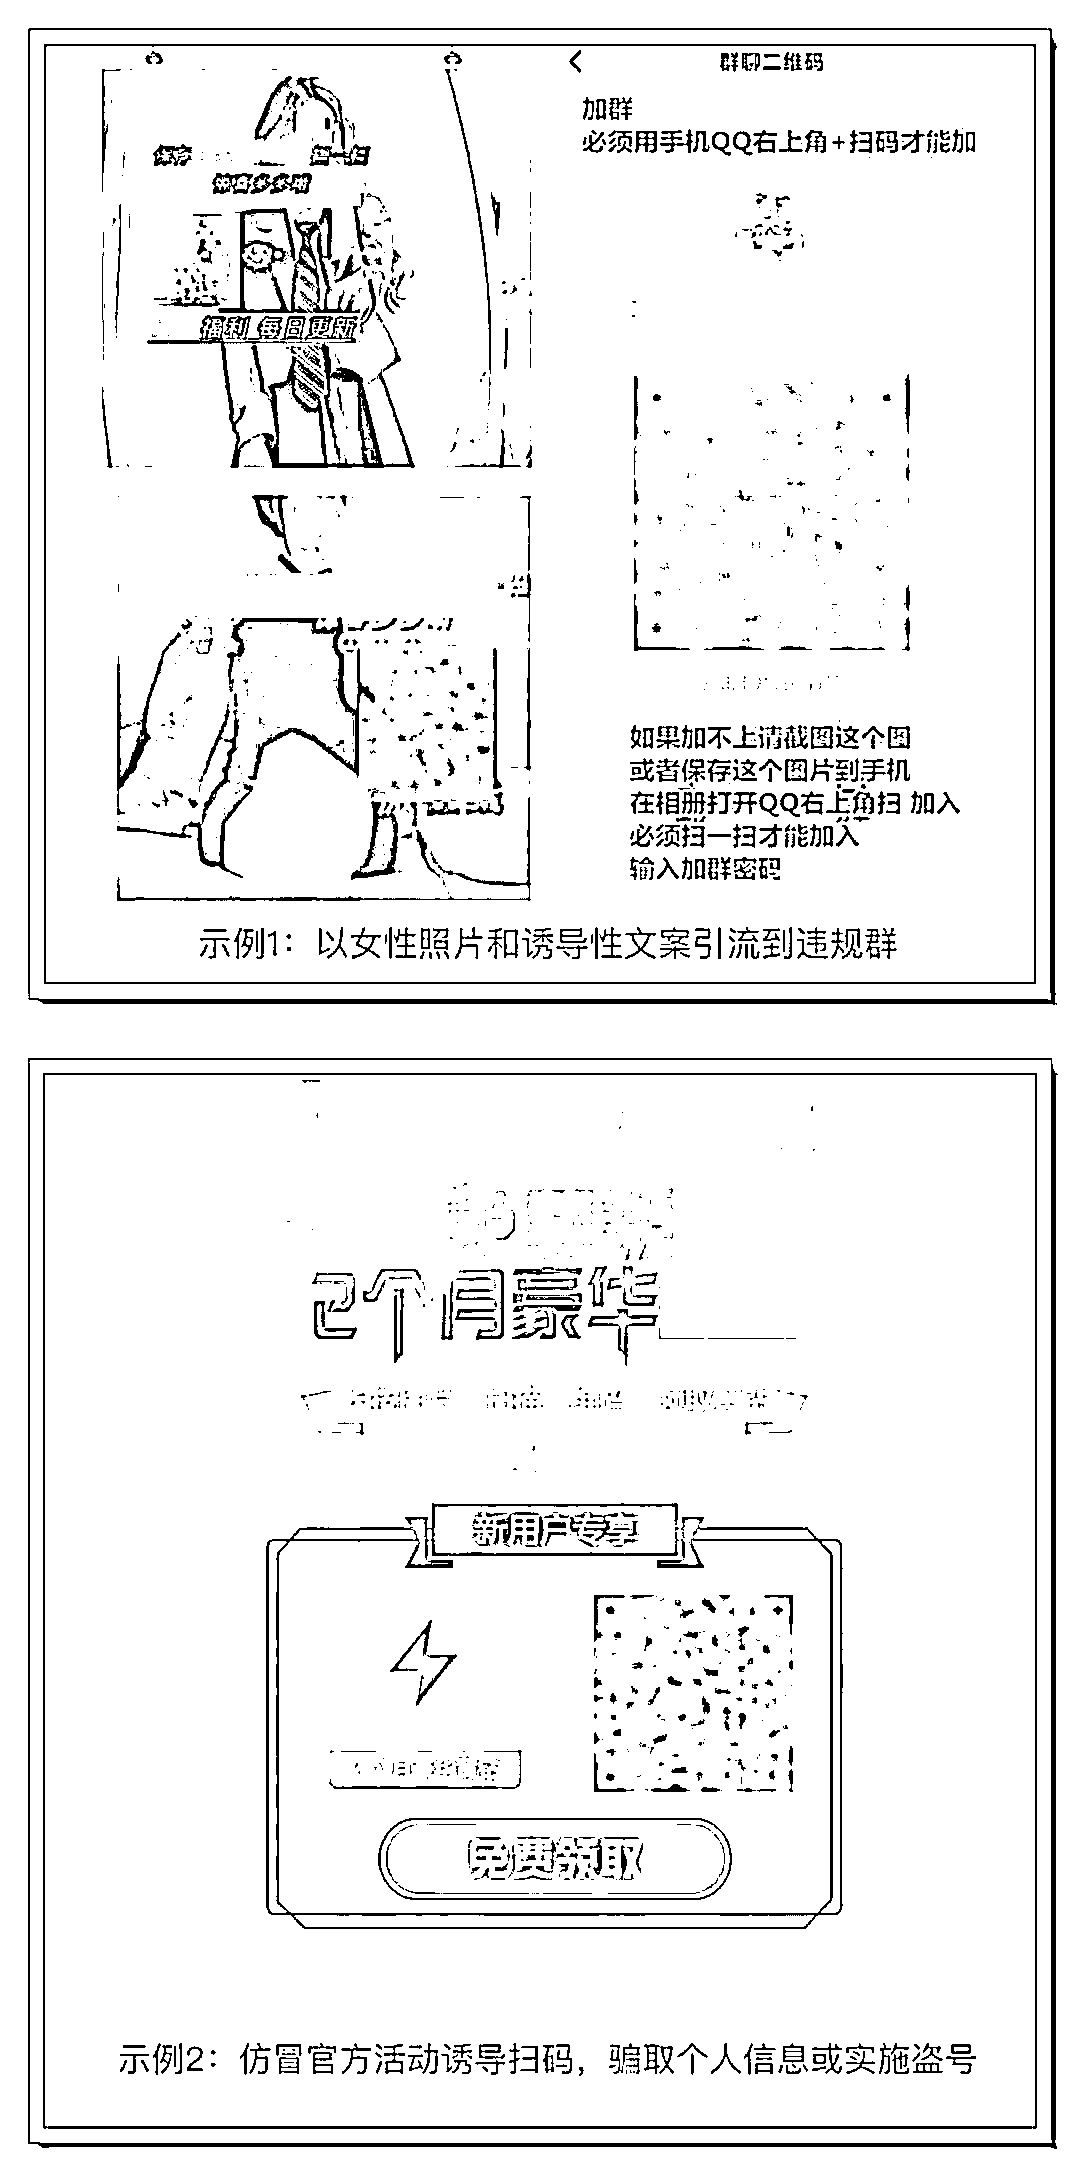 群聊二维码
加群
必须用手机QQ右上角+扫码才能加
保存 扫一扫
福利 每日更新
如果加不上请截图这个图
或者保存这个图片到手机
在相册打开QQ右上角扫 加入
必须扫一扫才能加入
输入加群密码
示例1：以女性照片和诱导性文案引流到违规群
2个月豪华
新用户专享
免费领取
示例2：仿冒官方活动诱导扫码，骗取个人信息或实施盗号